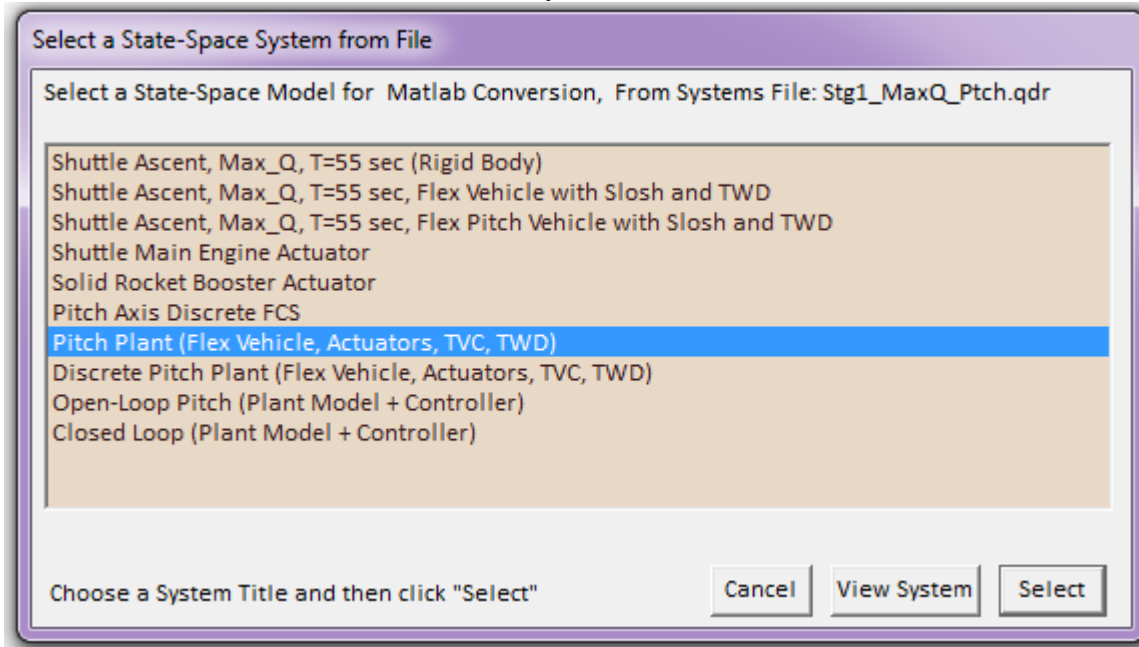 Select a State-Space System from File
Select a State-Space Model for Matlab Conversion, From Systems File: Stg1_MaxQ_Ptch.qdr
Shuttle Ascent, Max_Q, T=55 sec (Rigid Body)
Shuttle Ascent, Max_Q, T=55 sec, Flex Vehicle with Slosh and TWD
Shuttle Ascent, Max_Q, T=55 sec, Flex Pitch Vehicle with Slosh and TWD
Shuttle Main Engine Actuator
Solid Rocket Booster Actuator
Pitch Axis Discrete FCS
Pitch Plant (Flex Vehicle, Actuators, TVC, TWD)
Discrete Pitch Plant (Flex Vehicle, Actuators, TVC, TWD)
Open-Loop Pitch (Plant Model + Controller)
Closed Loop (Plant Model + Controller)
Choose a System Title and then click "Select"
Cancel
View System
Select